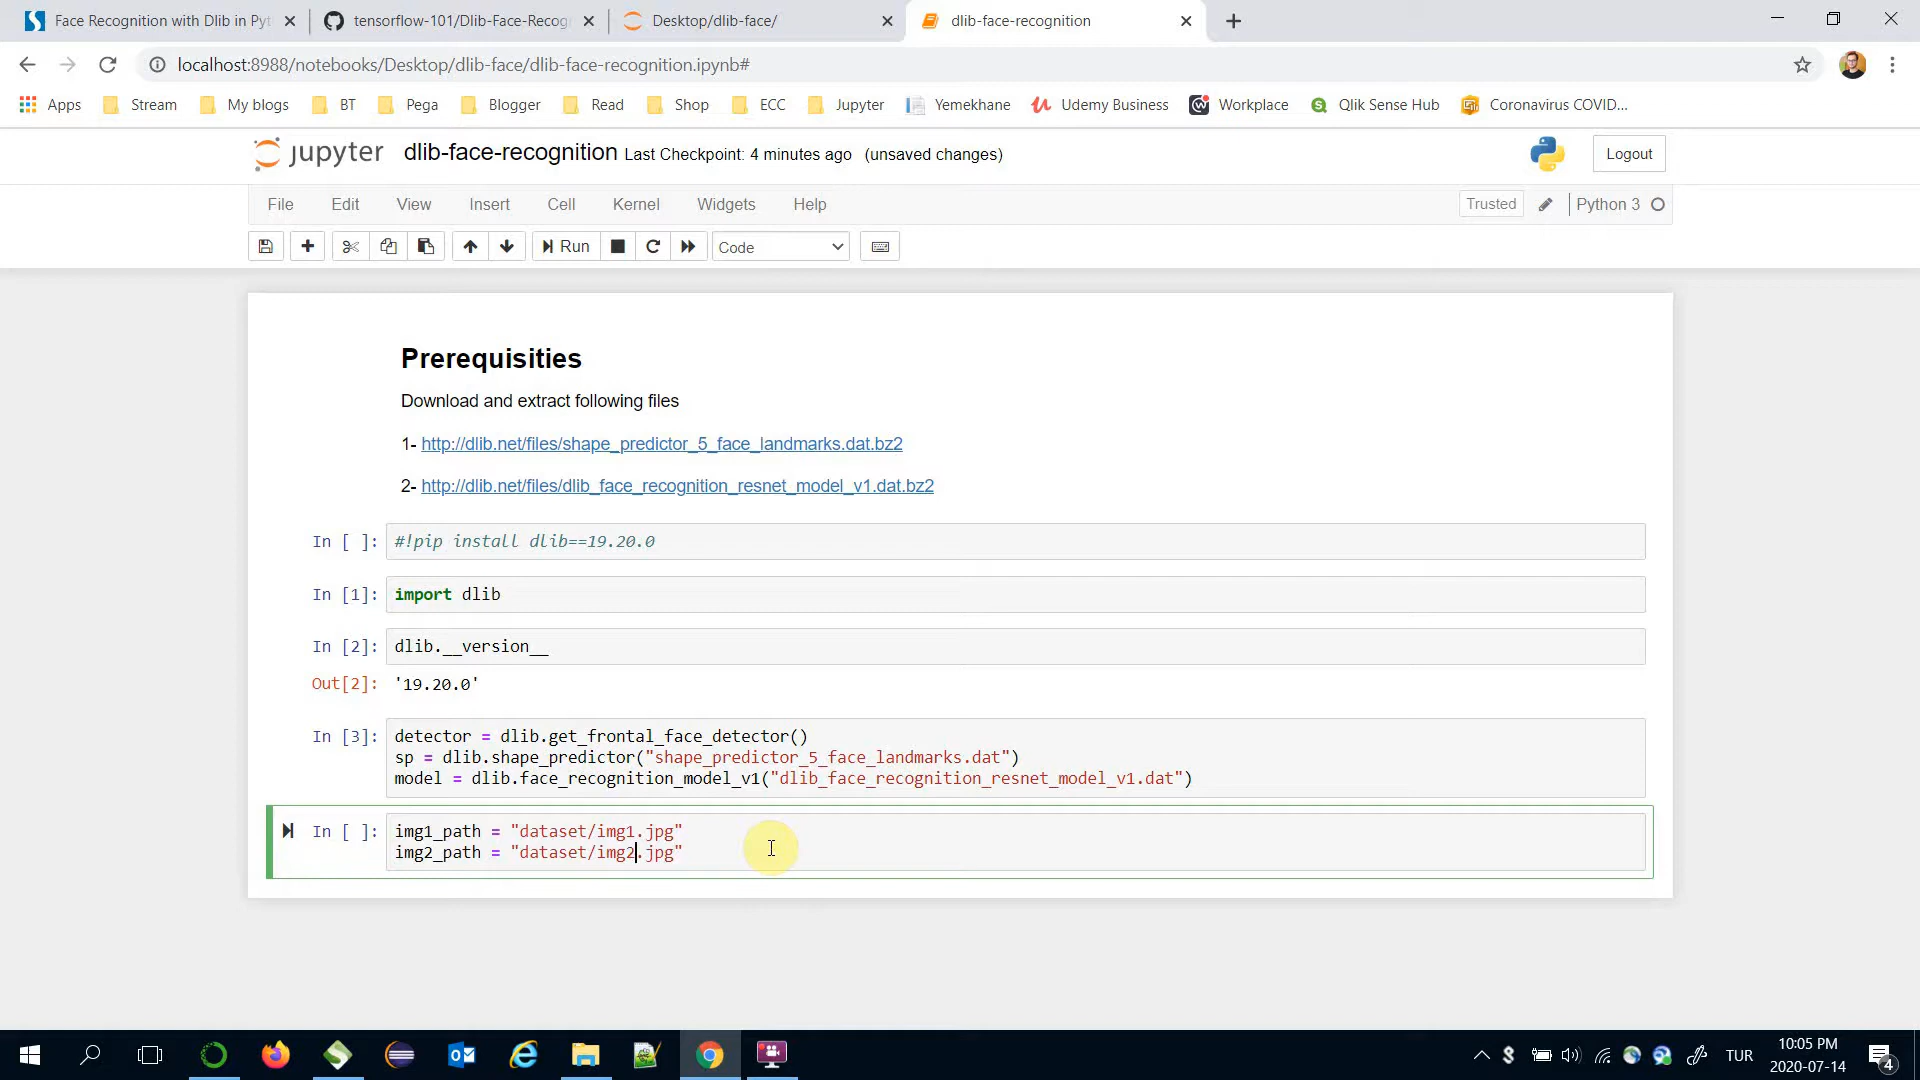 Face Recognition with Dlib in Pyt
tensorflow-101/Dlib-Face-Recog
Desktop/dlib-face/
dlib-face-recognition
localhost:8988/notebooks/Desktop/dlib-face/dlib-face-recognition.ipynb#
Apps Stream My blogs BT Pega Blogger Read Shop ECC Jupyter Yemekhane Udemy Business Workplace Qlik Sense Hub Coronavirus COVID...
jupyter dlib-face-recognition Last Checkpoint: 4 minutes ago (unsaved changes) Logout
File Edit View Insert Cell Kernel Widgets Help Trusted Python 3
Run Code
Prerequisities
Download and extract following files
1- http://dlib.net/files/shape_predictor_5_face_landmarks.dat.bz2
2- http://dlib.net/files/dlib_face_recognition_resnet_model_v1.dat.bz2
In [ ]: #!pip install dlib==19.20.0
In [1]: import dlib
In [2]: dlib.__version__
Out[2]: '19.20.0'
In [3]: detector = dlib.get_frontal_face_detector()
sp = dlib.shape_predictor("shape_predictor_5_face_landmarks.dat")
model = dlib.face_recognition_model_v1("dlib_face_recognition_resnet_model_v1.dat")
In [ ]: img1_path = "dataset/img1.jpg"
img2_path = "dataset/img2.jpg"
TUR
10:05 PM
2020-07-14
4